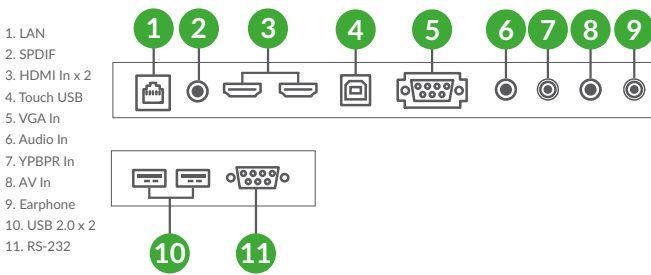 1. LAN
2. SPDIF
3. HDMI In x 2
4. Touch USB
5. VGA In
6. Audio In
7. YPBPR In
8. AV In
9. Earphone
10. USB 2.0 x 2
11. RS-232
1 2 3 4 5 6 7 8 9
10 11